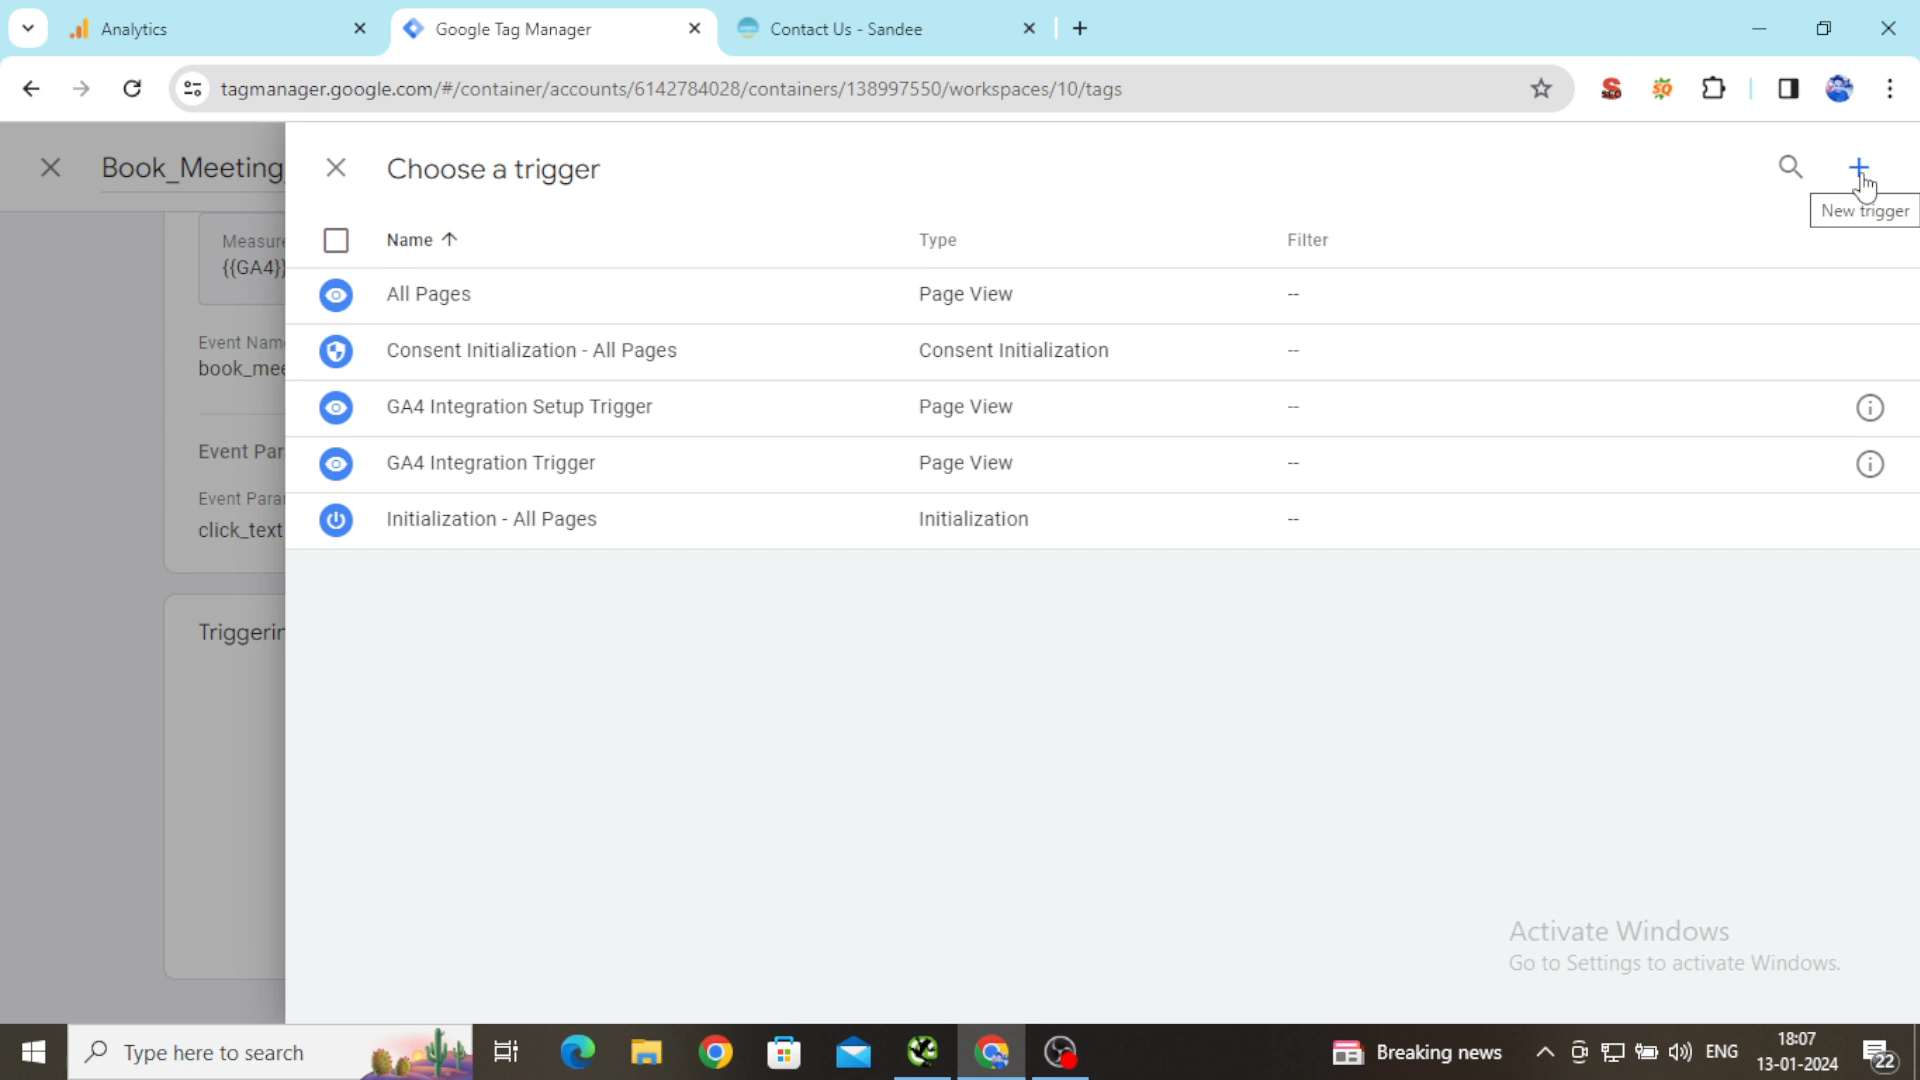 Analytics
Google Tag Manager
Contact Us - Sandee
tagmanager.google.com/#/container/accounts/6142784028/containers/138997550/workspaces/10/tags
Book_Meeting_
Choose a trigger
New trigger
Name
Type
Filter
All Pages
Page View
--
Consent Initialization - All Pages
Consent Initialization
--
GA4 Integration Setup Trigger
Page View
--
GA4 Integration Trigger
Page View
--
Initialization - All Pages
Initialization
--
Measure
{{GA4}}
Event Nam
book_mee
Event Par
Event Para
click_text
Triggerin
Activate Windows
Go to Settings to activate Windows.
Type here to search
Breaking news
ENG
18:07
13-01-2024
22